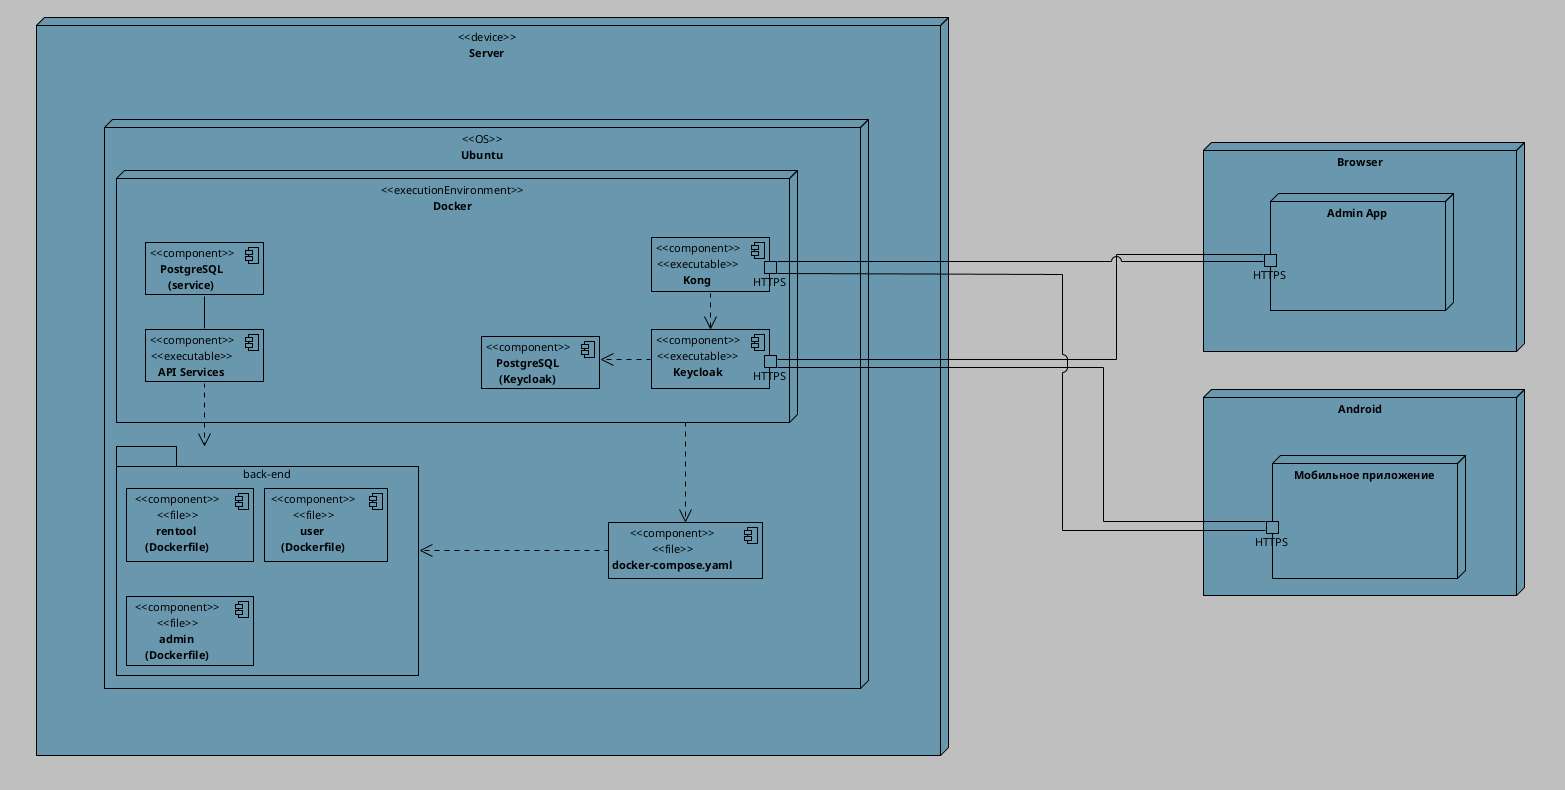 <<device>>
Server
<<OS>>
Ubuntu
<<executionEnvironment>>
Docker
<<component>>
PostgreSQL
(service)
<<component>>
<<executable>>
Kong
HTTPS
<<component>>
<<executable>>
API Services
<<component>>
PostgreSQL
(Keycloak)
<<component>>
<<executable>>
Keycloak
HTTPS
back-end
<<component>>
<<file>>
rentool
(Dockerfile)
<<component>>
<<file>>
user
(Dockerfile)
<<component>>
<<file>>
admin
(Dockerfile)
<<component>>
<<file>>
docker-compose.yaml
Browser
Admin App
HTTPS
Android
Мобильное приложение
HTTPS